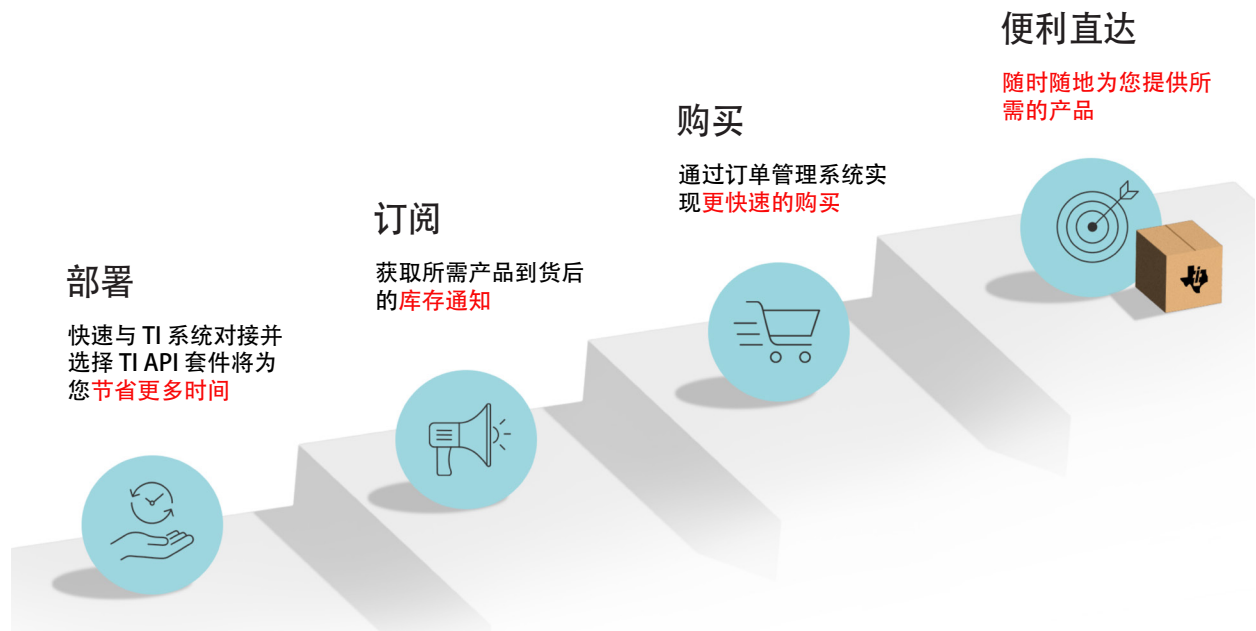 部署
快速与 TI 系统对接并
选择 TI API 套件将为
您节省更多时间
订阅
获取所需产品到货后
的库存通知
购买
通过订单管理系统实
现更快速的购买
便利直达
随时随地为您提供所
需的产品